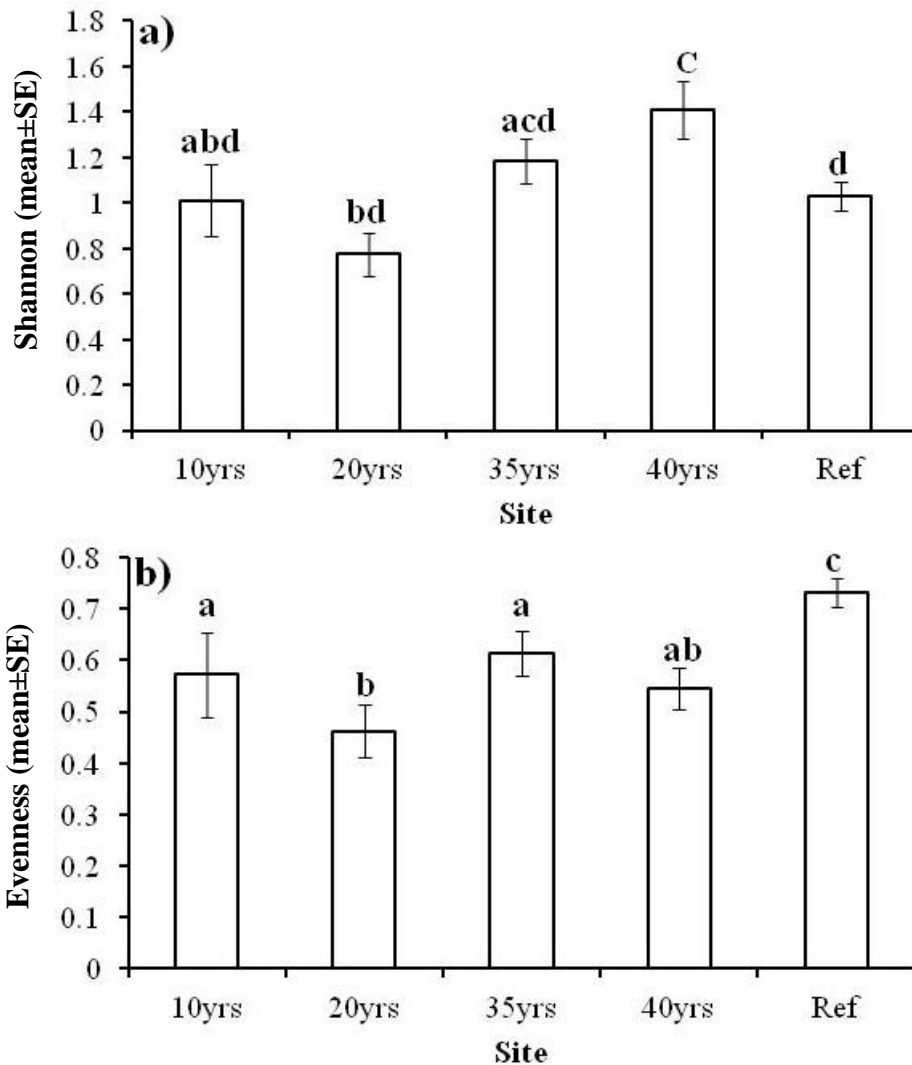 a)
Shannon (mean±SE)
1.8
1.6
1.4
1.2
1
0.8
0.6
0.4
0.2
0
abd
bd
acd
C
d
10yrs 20yrs 35yrs 40yrs Ref
Site
b)
Evenness (mean±SE)
0.8
0.7
0.6
0.5
0.4
0.3
0.2
0.1
0
a
b
a
ab
c
10yrs 20yrs 35yrs 40yrs Ref
Site